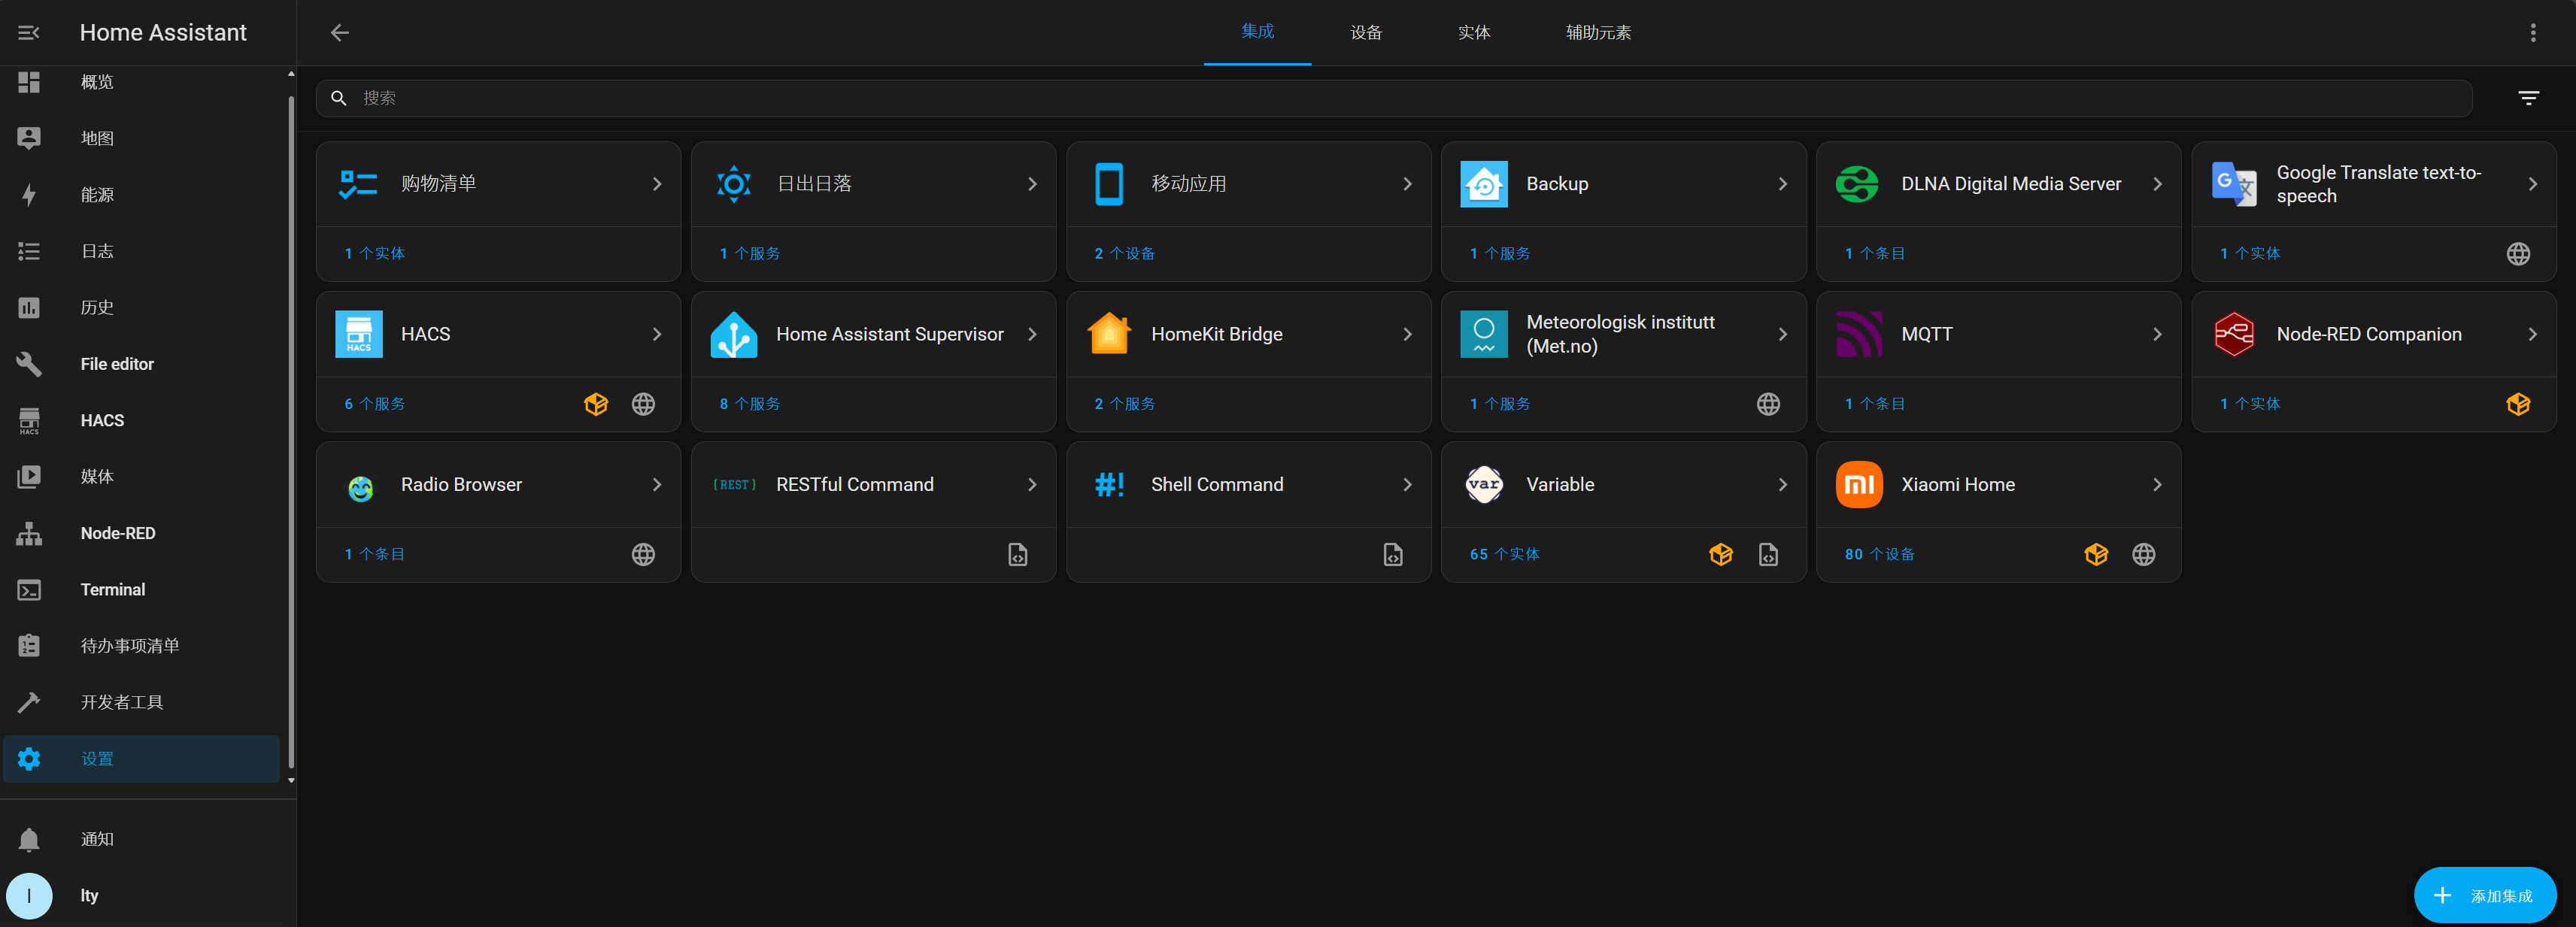 Home Assistant
集成
设备
实体
辅助元素
概览
地图
能源
日志
历史
File editor
HACS
HACS
媒体
Node-RED
Terminal
待办事项清单
开发者工具
设置
通知
l
lty
搜索
购物清单
1 个实体
日出日落
1 个服务
移动应用
2 个设备
Backup
1 个服务
DLNA Digital Media Server
1 个条目
G 文
Google Translate text-to-
speech
1 个实体
HACS
HACS
6 个服务
Home Assistant Supervisor
8 个服务
HomeKit Bridge
2 个服务
Meteorologisk institutt
(Met.no)
1 个服务
MQTT
1 个条目
Node-RED Companion
1 个实体
Radio Browser
1 个条目
{REST}
RESTful Command
#!
Shell Command
var
Variable
65 个实体
mi
Xiaomi Home
80 个设备
添加集成